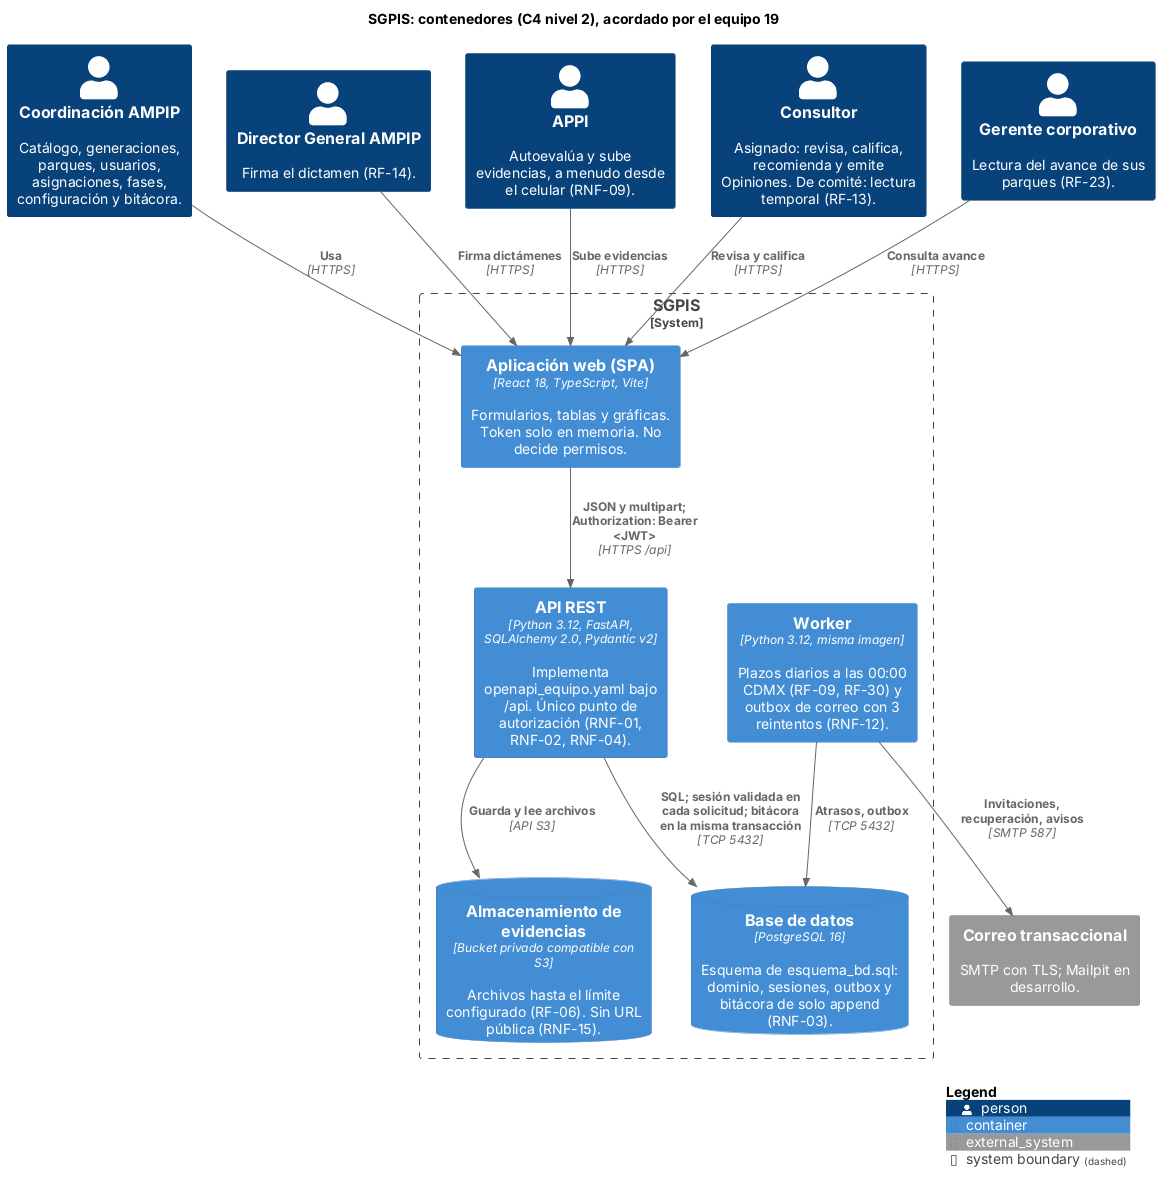 SGPIS: contenedores (C4 nivel 2), acordado por el equipo 19
Coordinación AMPIP
Catálogo, generaciones,
parques, usuarios,
asignaciones, fases,
configuración y bitácora.
Director General AMPIP
Firma el dictamen (RF-14).
APPI
Autoevalúa y sube
evidencias, a menudo desde
el celular (RNF-09).
Consultor
Asignado: revisa, califica,
recomienda y emite
Opiniones. De comité: lectura
temporal (RF-13).
Gerente corporativo
Lectura del avance de sus
parques (RF-23).
Usa
[HTTPS]
Firma dictámenes
[HTTPS]
Sube evidencias
[HTTPS]
Revisa y califica
[HTTPS]
Consulta avance
[HTTPS]
SGPIS
[System]
Aplicación web (SPA)
[React 18, TypeScript, Vite]
Formularios, tablas y gráficas.
Token solo en memoria. No
decide permisos.
JSON y multipart;
Authorization: Bearer
<JWT>
[HTTPS /api]
API REST
[Python 3.12, FastAPI,
SQLAlchemy 2.0, Pydantic v2]
Implementa
openapi_equipo.yaml bajo
/api. Único punto de
autorización (RNF-01,
RNF-02, RNF-04).
Worker
[Python 3.12, misma imagen]
Plazos diarios a las 00:00
CDMX (RF-09, RF-30) y
outbox de correo con 3
reintentos (RNF-12).
Guarda y lee archivos
[API S3]
SQL; sesión validada en
cada solicitud; bitácora
en la misma transacción
[TCP 5432]
Atrasos, outbox
[TCP 5432]
Invitaciones,
recuperación, avisos
[SMTP 587]
Almacenamiento de
evidencias
[Bucket privado compatible con
S3]
Archivos hasta el límite
configurado (RF-06). Sin URL
pública (RNF-15).
Base de datos
[PostgreSQL 16]
Esquema de esquema_bd.sql:
dominio, sesiones, outbox y
bitácora de solo append
(RNF-03).
Correo transaccional
SMTP con TLS; Mailpit en
desarrollo.
Legend
person
container
external_system
system boundary (dashed)